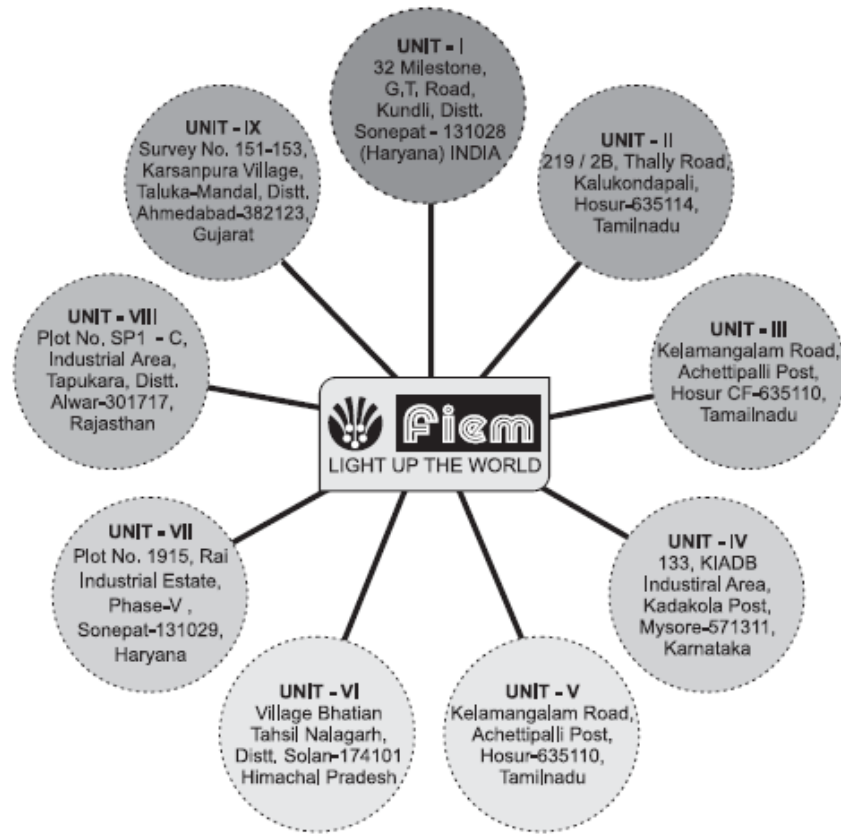 UNIT - I
32 Milestone,
G.T. Road,
Kundli, Distt.
Sonepat - 131028
(Haryana) INDIA
UNIT - II
219 / 2B, Thally Road,
Kalukondapali,
Hosur-635114,
Tamilnadu
UNIT - III
Kelamangalam Road,
Achettipalli Post,
Hosur CF-635110,
Tamailnadu
UNIT - IV
133, KIADB
Industiral Area,
Kadakola Post,
Mysore-571311,
Karnataka
UNIT - V
Kelamangalam Road,
Achettipalli Post,
Hosur-635110,
Tamilnadu
UNIT - VI
Village Bhatian
Tahsil Nalagarh,
Distt. Solan-174101
Himachal Pradesh
UNIT - VII
Plot No. 1915, Rai
Industrial Estate,
Phase-V ,
Sonepat-131029,
Haryana
UNIT - VIII
Plot No. SP1 - C,
Industrial Area,
Tapukara, Distt.
Alwar-301717,
Rajasthan
UNIT - IX
Survey No. 151-153,
Karsanpura Village,
Taluka-Mandal, Distt.
Ahmedabad-382123,
Gujarat
Fiem
LIGHT UP THE WORLD